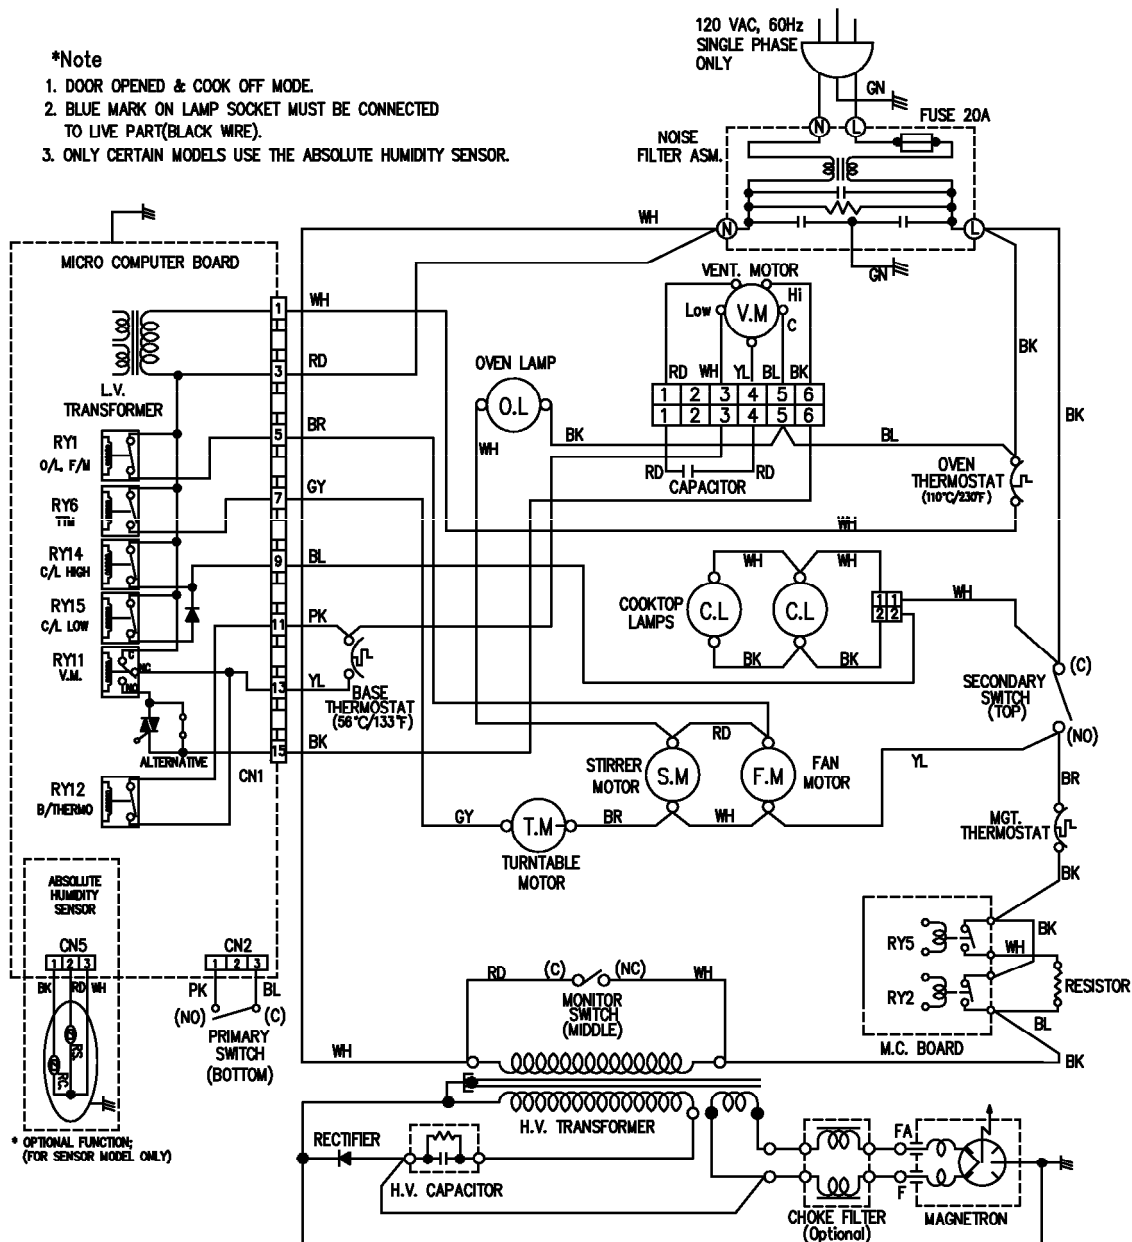 120 VAC, 60Hz
SINGLE PHASE
ONLY
*Note
1. DOOR OPENED & COOK OFF MODE.
2. BLUE MARK ON LAMP SOCKET MUST BE CONNECTED
TO LIVE PART(BLACK WIRE).
3. ONLY CERTAIN MODELS USE THE ABSOLUTE HUMIDITY SENSOR.
GN
FUSE 20A
N
L
NOISE
FILTER ASM.
WH
N
L
GN
MICRO COMPUTER BOARD
VENT. MOTOR
Hi
Low
V.M
C
1
WH
BK
RD
WH
YL
BL
BK
OVEN LAMP
O.L
3
RD
L.V.
TRANSFORMER
1 2 3 4 5 6
1 2 3 4 5 6
BK
RY1
O/L, F/M
5
BR
WH
BK
BL
RD
RD
CAPACITOR
OVEN
THERMOSTAT
(110°C/230°F)
RY6
TTM
7
GY
WH
RY14
C/L HIGH
9
BL
WH
WH
COOKTOP
LAMPS
C.L
C.L
1 1
2 2
WH
RY15
C/L LOW
11
PK
BK
BK
RY11
V.M.
C
NC
NO
13
YL
BASE
THERMOSTAT
(56°C/133°F)
(C)
SECONDARY
SWITCH
(TOP)
(NO)
ALTERNATIVE
15
BK
CN1
RD
YL
STIRRER
MOTOR
S.M
F.M
FAN
MOTOR
BR
RY12
B/THERMO
GY
T.M
BR
WH
TURNTABLE
MOTOR
MGT.
THERMOSTAT
BK
ABSOLUTE
HUMIDITY
SENSOR
CN5
1 2 3
BK
RD
WH
RS.
RC.
CN2
1 2 3
PK
BL
(NO)
(C)
PRIMARY
SWITCH
(BOTTOM)
RY5
BK
WH
RY2
RESISTOR
BL
M.C. BOARD
BK
RD
(C)
(NC)
WH
MONITOR
SWITCH
(MIDDLE)
WH
H.V. TRANSFORMER
* OPTIONAL FUNCTION;
(FOR SENSOR MODEL ONLY)
RECTIFIER
H.V. CAPACITOR
FA
F
CHOKE FILTER
(Optional)
MAGNETRON